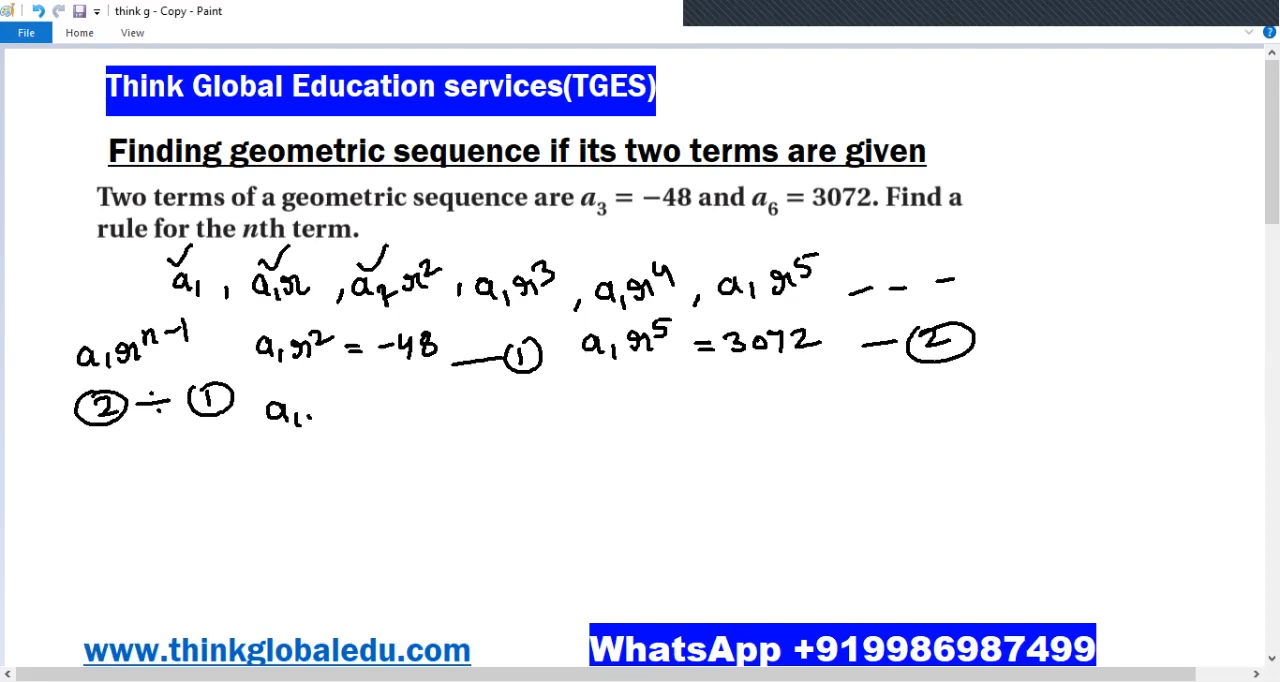 think g - Copy - Paint
File Home View
Think Global Education services(TGES)
Finding geometric sequence if its two terms are given
Two terms of a geometric sequence are a₃ = −48 and a₆ = 3072. Find a
rule for the nth term.
a₁, a₁r, a₂r², a₁r³, a₁r⁴, a₁r⁵ - - -
a₁rⁿ⁻¹ a₁r² = -48 —① a₁r⁵ = 3072 —②
② ÷ ① a₁.
www.thinkglobaledu.com WhatsApp +919986987499